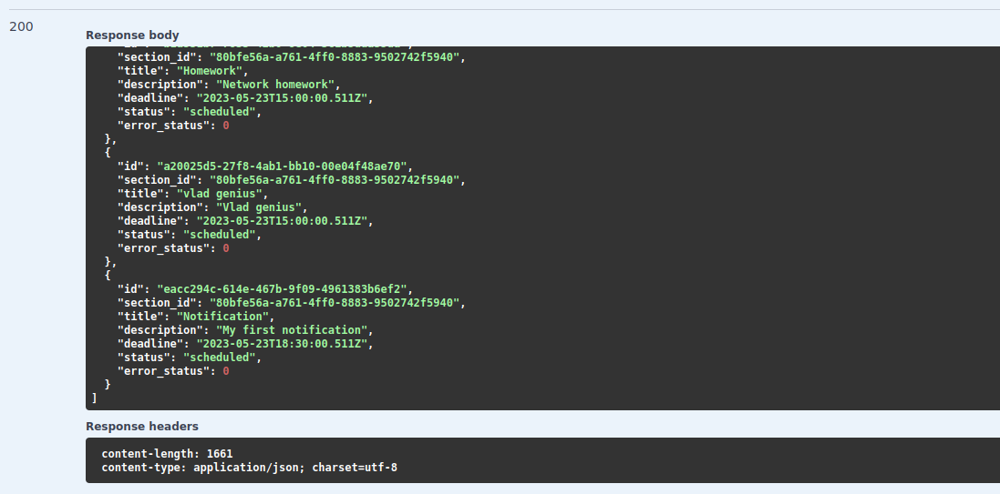 200
Response body
"section_id": "80bfe56a-a761-4ff0-8883-9502742f5940",
"title": "Homework",
"description": "Network homework",
"deadline": "2023-05-23T15:00:00.511Z",
"status": "scheduled",
"error_status": 0
},
{
"id": "a20025d5-27f8-4ab1-bb10-00e04f48ae70",
"section_id": "80bfe56a-a761-4ff0-8883-9502742f5940",
"title": "vlad genius",
"description": "Vlad genius",
"deadline": "2023-05-23T15:00:00.511Z",
"status": "scheduled",
"error_status": 0
},
{
"id": "eacc294c-614e-467b-9f09-4961383b6ef2",
"section_id": "80bfe56a-a761-4ff0-8883-9502742f5940",
"title": "Notification",
"description": "My first notification",
"deadline": "2023-05-23T18:30:00.511Z",
"status": "scheduled",
"error_status": 0
}
]
Response headers
content-length: 1661
content-type: application/json; charset=utf-8